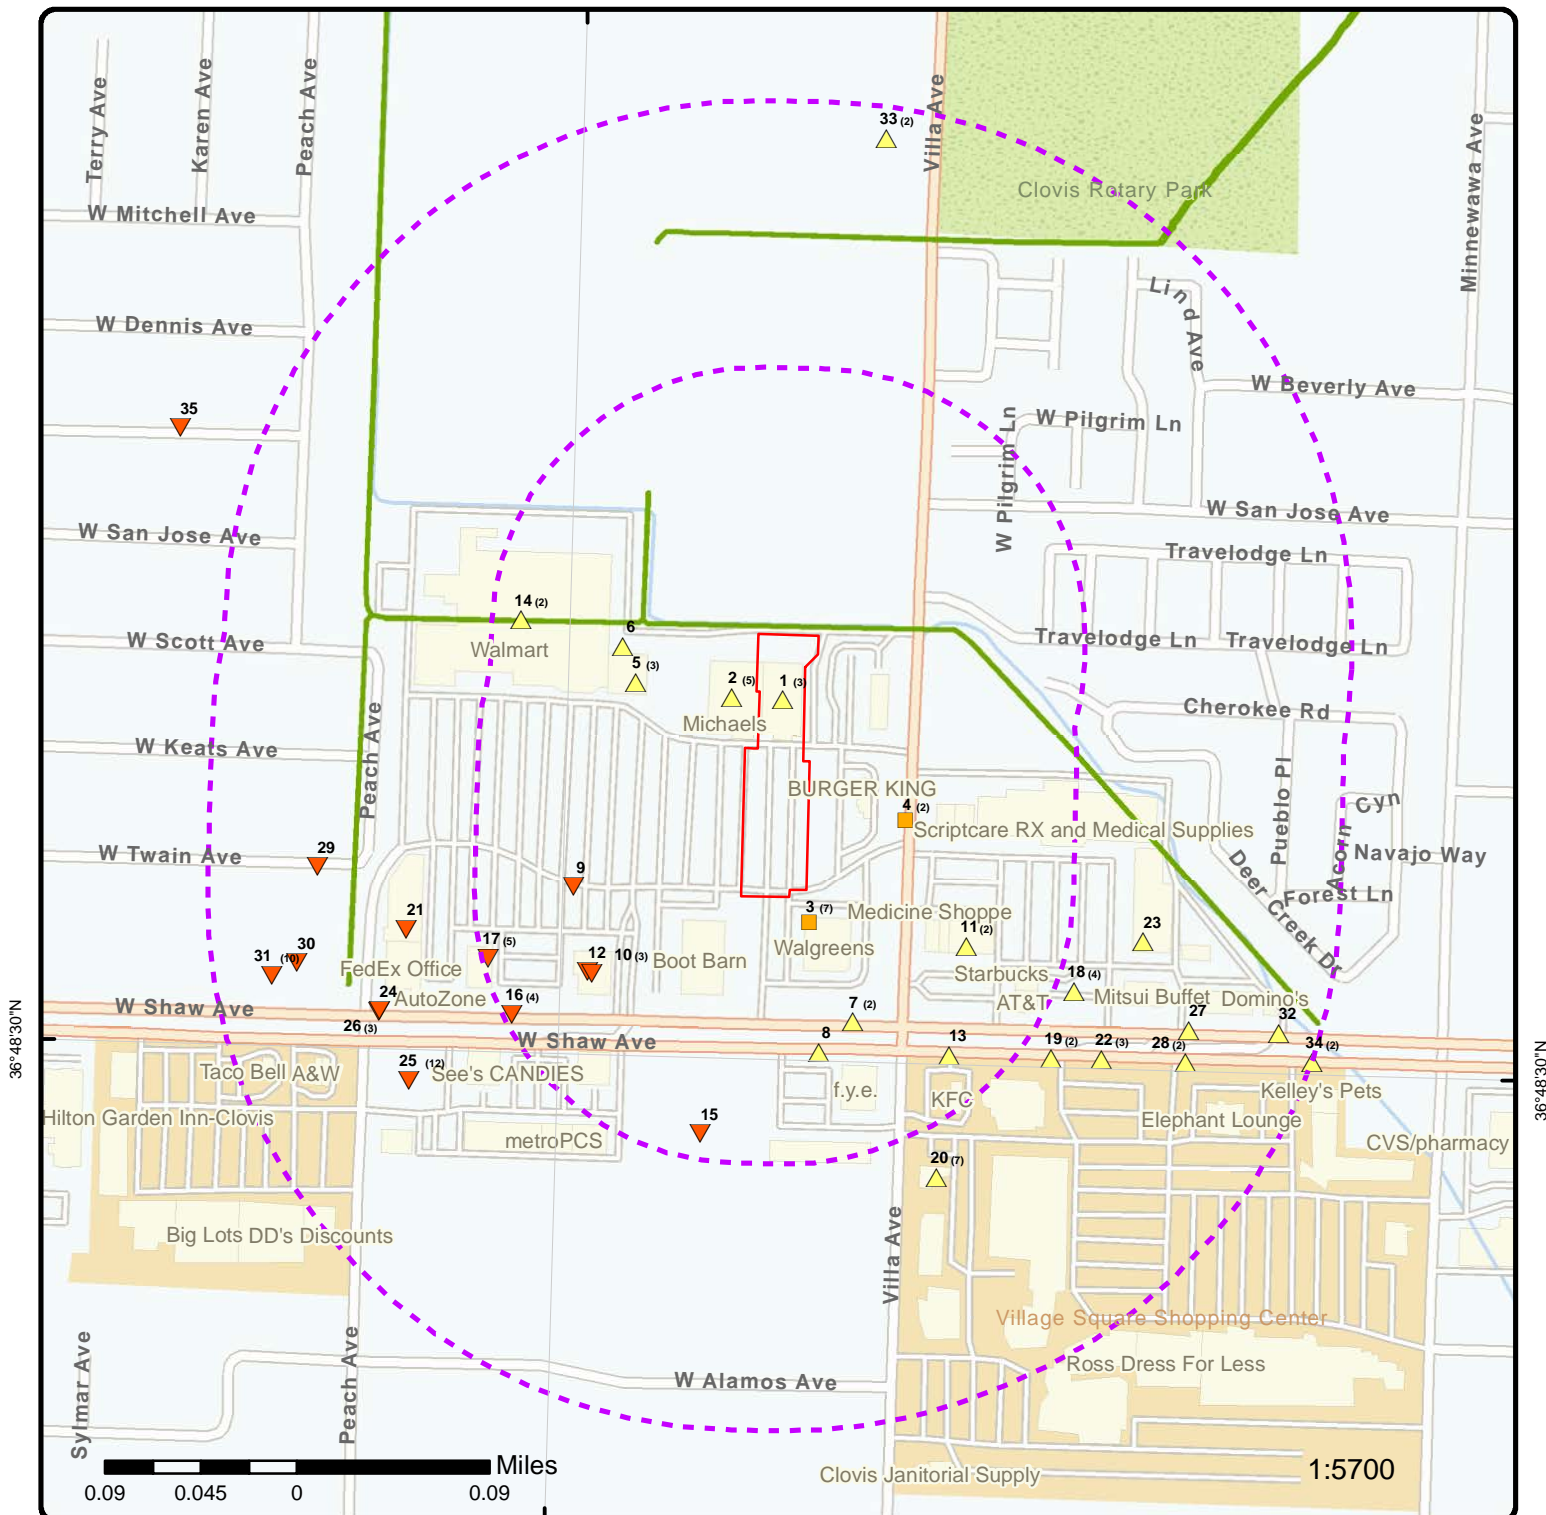 33 (2)
Villa Ave
Terry Ave
Karen Ave
Peach Ave
Minnewawa Ave
Clovis Rotary Park
W Mitchell Ave
Lind Ave
W Dennis Ave
W Beverly Ave
35
W Pilgrim Ln
W Pilgrim Ln
W San Jose Ave
W San Jose Ave
Travelodge Ln
14 (2)
6
W Scott Ave
Walmart
Travelodge Ln
Travelodge Ln
5 (3)
2 (5)
1 (3)
Michaels
Cherokee Rd
W Keats Ave
Peach Ave
BURGER KING
4 (2)
Scriptcare RX and Medical Supplies
Pueblo Pl
Acorn Cyn
W Twain Ave
29
9
Navajo Way
Deer Creek Dr
Forest Ln
21
3 (7)
Medicine Shoppe
11 (2)
23
Walgreens
31 (10)
30
17 (5)
12
10 (3)
Boot Barn
FedEx Office
Starbucks
18 (4)
24
AutoZone
16 (4)
AT&T
Mitsui Buffet
Domino's
W Shaw Ave
26 (3)
7 (2)
27
32
W Shaw Ave
8
13
19 (2)
22 (3)
28 (2)
34 (2)
36°48'30"N
36°48'30"N
25 (12)
Taco Bell
A&W
See's CANDIES
f.y.e.
KFC
Kelley's Pets
Hilton Garden Inn-Clovis
15
metroPCS
Elephant Lounge
CVS/pharmacy
20 (7)
Big Lots
DD's Discounts
Villa Ave
Village Square Shopping Center
Sylmar Ave
Peach Ave
W Alamos Ave
Ross Dress For Less
Miles
0.09
0.045
0
0.09
Clovis Janitorial Supply
1:5700